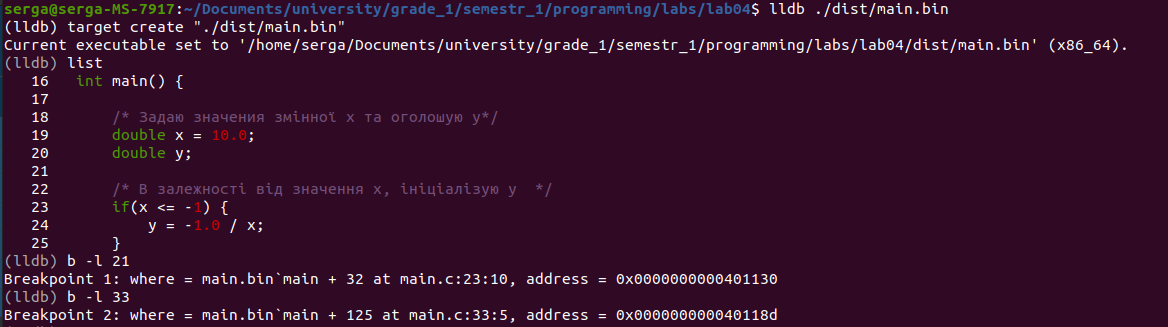 serga@serga-MS-7917:~/Documents/university/grade_1/semestr_1/programming/labs/lab04$ lldb ./dist/main.bin
(lldb) target create "./dist/main.bin"
Current executable set to '/home/serga/Documents/university/grade_1/semestr_1/programming/labs/lab04/dist/main.bin' (x86_64).
(lldb) list
16 int main() {
17
18 /* Задаю значения змінної x та оголошую y*/
19 double x = 10.0;
20 double y;
21
22 /* В залежності від значення x, ініціалізую y */
23 if(x <= -1) {
24 y = -1.0 / x;
25 }
(lldb) b -l 21
Breakpoint 1: where = main.bin`main + 32 at main.c:23:10, address = 0x0000000000401130
(lldb) b -l 33
Breakpoint 2: where = main.bin`main + 125 at main.c:33:5, address = 0x000000000040118d